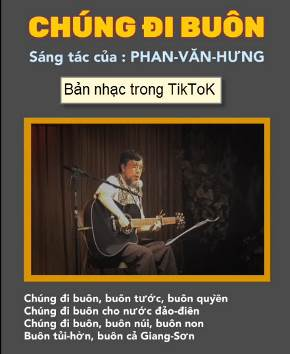 CHÚNG ĐI BUÔN
Sáng tác của : PHAN-VĂN-HƯNG
Bản nhạc trong TikToK
Chúng đi buôn, buôn tước, buôn quyền
Chúng đi buôn cho nước đảo-điên
Chúng đi buôn, buôn núi, buôn non
Buôn tủi-hờn, buôn cả Giang-Sơn